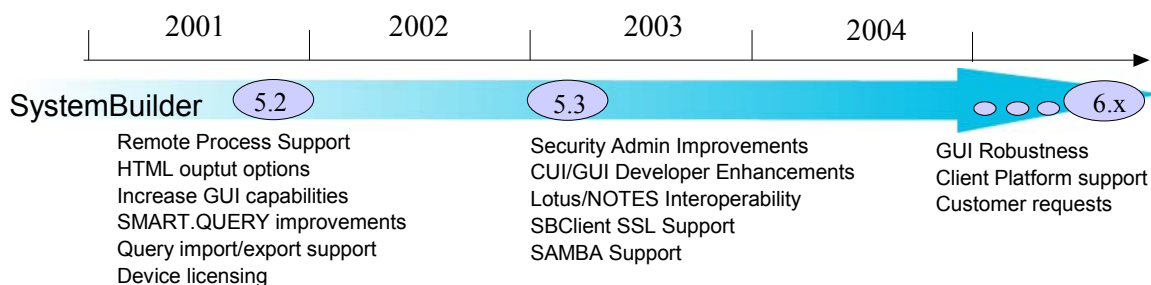 2001 2002 2003 2004
SystemBuilder 5.2 5.3 6.x
Remote Process Support
HTML ouptut options
Increase GUI capabilities
SMART.QUERY improvements
Query import/export support
Device licensing
Security Admin Improvements
CUI/GUI Developer Enhancements
Lotus/NOTES Interoperability
SBClient SSL Support
SAMBA Support
GUI Robustness
Client Platform support
Customer requests